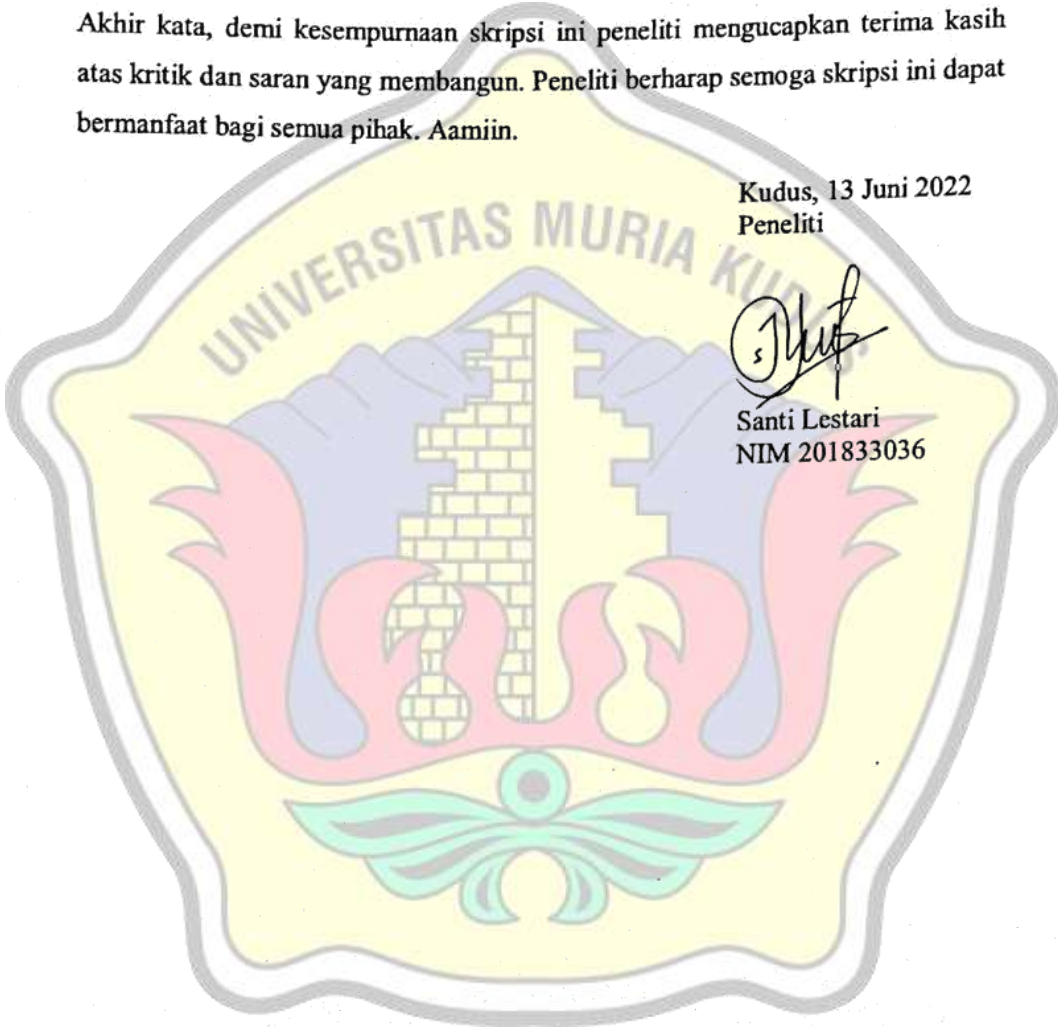 Akhir kata, demi kesempurnaan skripsi ini peneliti mengucapkan terima kasih
atas kritik dan saran yang membangun. Peneliti berharap semoga skripsi ini dapat
bermanfaat bagi semua pihak. Aamiin.
Kudus, 13 Juni 2022
Peneliti
UNIVERSITAS MURIA KUDUS
Santi Lestari
NIM 201833036